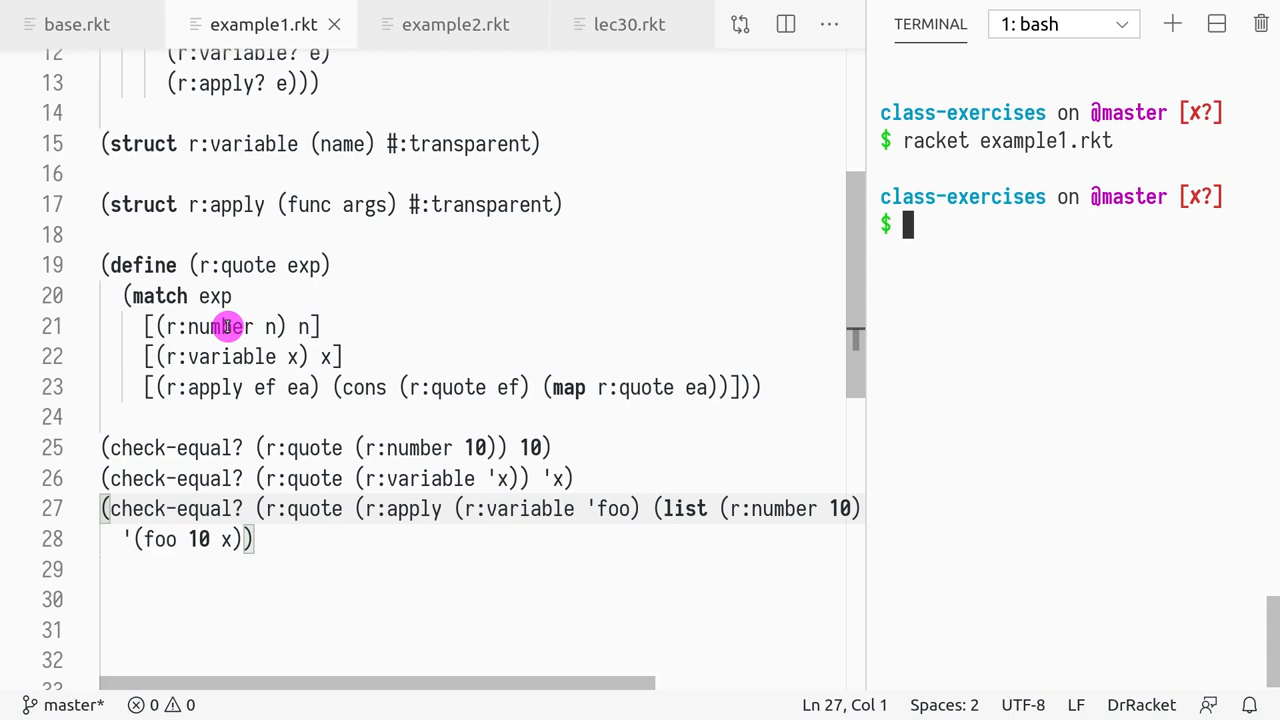 base.rkt example1.rkt example2.rkt lec30.rkt
12 (r:variable? e)
13 (r:apply? e)))
14
15 (struct r:variable (name) #:transparent)
16
17 (struct r:apply (func args) #:transparent)
18
19 (define (r:quote exp)
20 (match exp
21 [(r:number n) n]
22 [(r:variable x) x]
23 [(r:apply ef ea) (cons (r:quote ef) (map r:quote ea))]))
24
25 (check-equal? (r:quote (r:number 10)) 10)
26 (check-equal? (r:quote (r:variable 'x)) 'x)
27 (check-equal? (r:quote (r:apply (r:variable 'foo) (list (r:number 10)
28 '(foo 10 x))
29
30
31
32
33
TERMINAL 1: bash
class-exercises on @master [✘?]
$ racket example1.rkt
class-exercises on @master [✘?]
$
master* 0 0 Ln 27, Col 1 Spaces: 2 UTF-8 LF DrRacket